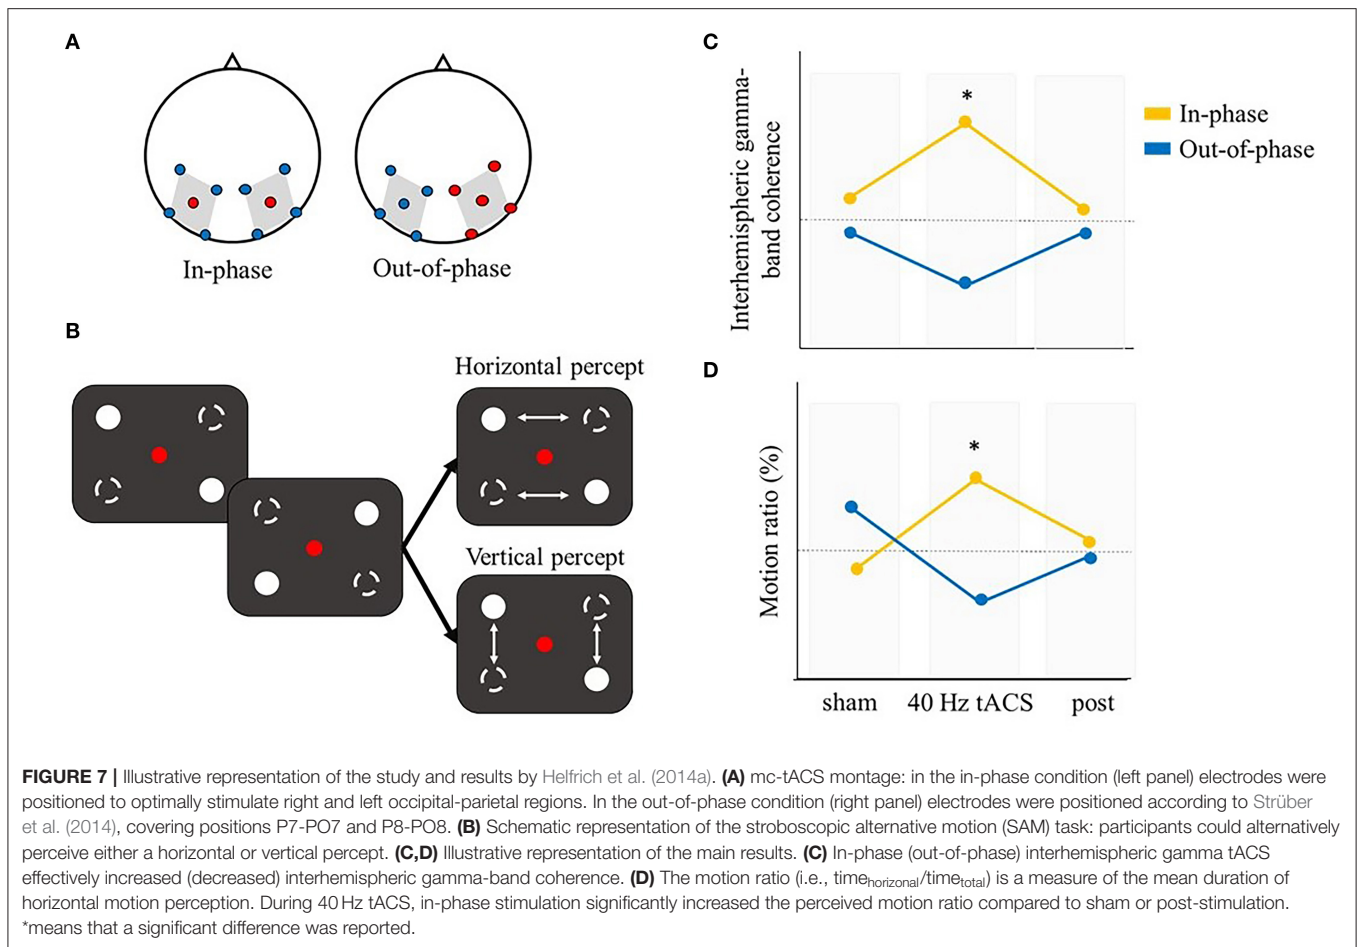 A
In-phase
Out-of-phase
B
Horizontal percept
Vertical percept
C
Interhemispheric gamma-
band coherence
*
In-phase
Out-of-phase
D
Motion ratio (%)
*
sham 40 Hz tACS post
FIGURE 7 | Illustrative representation of the study and results by Helfrich et al. (2014a). (A) mc-tACS montage: in the in-phase condition (left panel) electrodes were
positioned to optimally stimulate right and left occipital-parietal regions. In the out-of-phase condition (right panel) electrodes were positioned according to Strüber
et al. (2014), covering positions P7-PO7 and P8-PO8. (B) Schematic representation of the stroboscopic alternative motion (SAM) task: participants could alternatively
perceive either a horizontal or vertical percept. (C,D) Illustrative representation of the main results. (C) In-phase (out-of-phase) interhemispheric gamma tACS
effectively increased (decreased) interhemispheric gamma-band coherence. (D) The motion ratio (i.e., timehorizonal/timetotal) is a measure of the mean duration of
horizontal motion perception. During 40 Hz tACS, in-phase stimulation significantly increased the perceived motion ratio compared to sham or post-stimulation.
*means that a significant difference was reported.